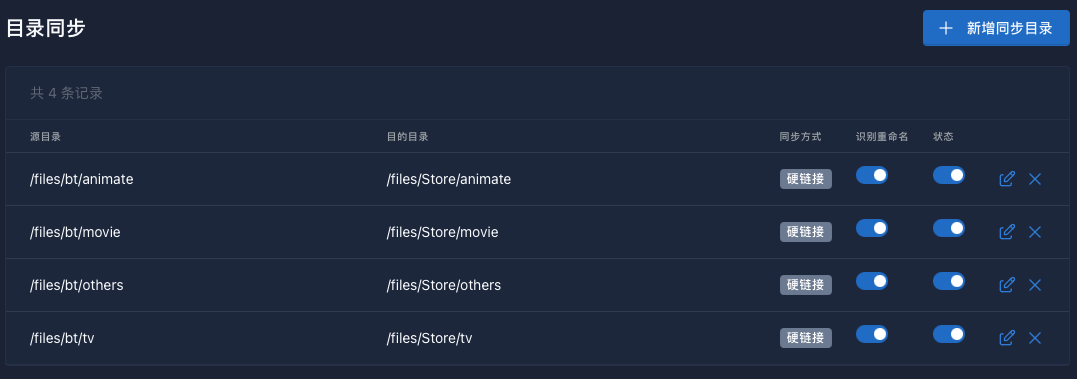 目录同步
新增同步目录
共 4 条记录
源目录 目的目录 同步方式 识别重命名 状态
/files/bt/animate /files/Store/animate 硬链接
/files/bt/movie /files/Store/movie 硬链接
/files/bt/others /files/Store/others 硬链接
/files/bt/tv /files/Store/tv 硬链接